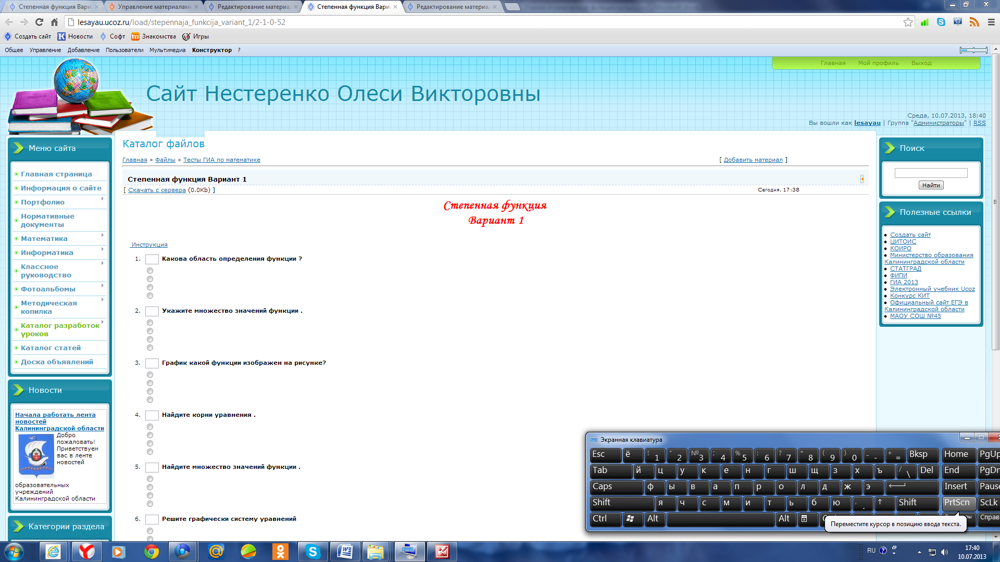 Степенная функция Вари
Управление материалами
Редактирование материал
Степенная функция Вари
Редактирование материал
lesayau.ucoz.ru/load/stepennaja_funkcija_variant_1/2-1-0-52
Создать сайт Новости Софт Знакомства Игры
Общее Управление Добавление Пользователи Мультимедиа Конструктор ?
Главная Мой профиль Выход
Сайт Нестеренко Олеси Викторовны
Среда, 10.07.2013, 18:40
Вы вошли как lesayau | Группа "Администраторы" | RSS
Меню сайта
Главная страница
Информация о сайте
Портфолио
Нормативные
документы
Математика
Информатика
Классное
руководство
Фотоальбомы
Методическая
копилка
Каталог разработок
уроков
Каталог статей
Доска объявлений
Новости
Начала работать лента
новостей
Калининградской области
Добро
пожаловать!
Приветствуем
вас в ленте
новостей
образовательных
учреждений
Калининградской области
Категории раздела
Каталог файлов
Главная » Файлы » Тесты ГИА по математике
[ Добавить материал ]
Степенная функция Вариант 1
[ Скачать с сервера (0.0Kb) ]
Сегодня, 17:38
Степенная функция
Вариант 1
Инструкция
1. Какова область определения функции ?
2. Укажите множество значений функции .
3. График какой функции изображен на рисунке?
4. Найдите корни уравнения .
5. Найдите множество значений функции .
6. Решите графически систему уравнений
Поиск
Найти
Полезные ссылки
Создать сайт
ЦИТОИС
КОИРО
Министерство образования
Калининградской области
СТАТГРАД
ФИПИ
ГИА 2013
Электронный учебник Ucoz
Конкурс КИТ
Официальный сайт ЕГЭ в
Калининградской области
МАОУ СОШ №45
Экранная клавиатура
Esc ё ! 1 " 2 № 3 ; 4 % 5 : 6 ? 7 * 8 ( 9 ) 0 _ - + = Bksp Home PgUp
Tab й ц у к е н г ш щ з х ъ / \ Del End PgDn
Caps ф ы в а п р о л д ж э Insert Pause
Shift я ч с м и т ь б ю , . ↑ Shift PrtScn ScLk
Ctrl Alt Alt Справ
Переместите курсор в позицию ввода текста.
RU
17:40
10.07.2013